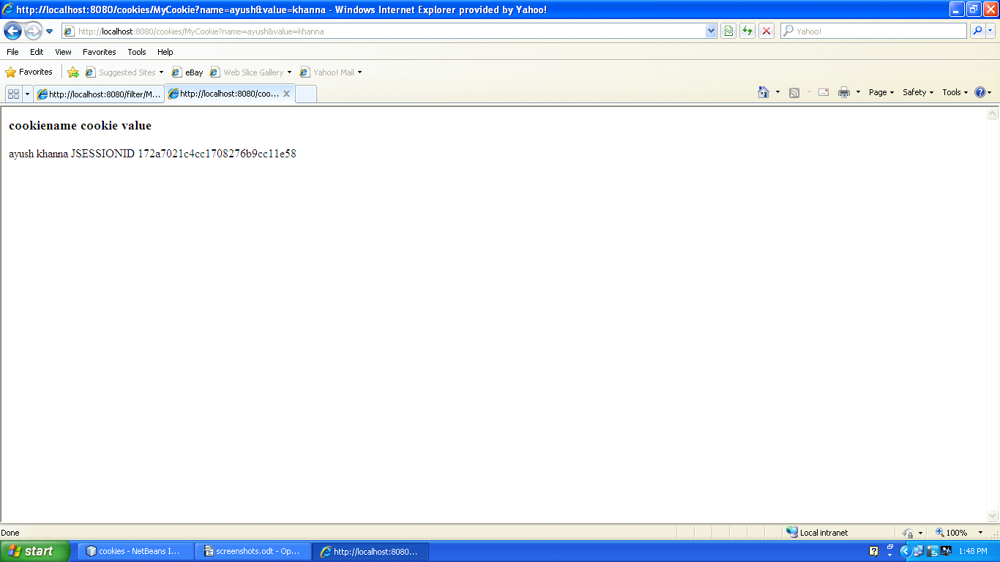 http://localhost:8080/cookies/MyCookie?name=ayush&value=khanna - Windows Internet Explorer provided by Yahoo!
http://localhost:8080/cookies/MyCookie?name=ayush&value=khanna Yahoo!
File Edit View Favorites Tools Help
Favorites Suggested Sites eBay Web Slice Gallery Yahoo! Mail
http://localhost:8080/filter/M... http://localhost:8080/coo... Page Safety Tools
cookiename cookie value
ayush khanna JSESSIONID 172a7021c4cc1708276b9cc11e58
Done Local intranet 100%
start cookies - NetBeans I... screenshots.odt - Op... http://localhost:8080... 1:48 PM